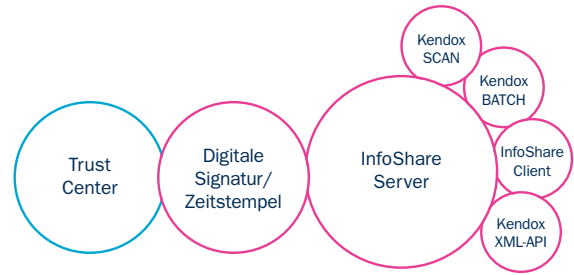 Trust
Center
Digitale
Signatur/
Zeitstempel
InfoShare
Server
Kendox
SCAN
Kendox
BATCH
InfoShare
Client
Kendox
XML-API